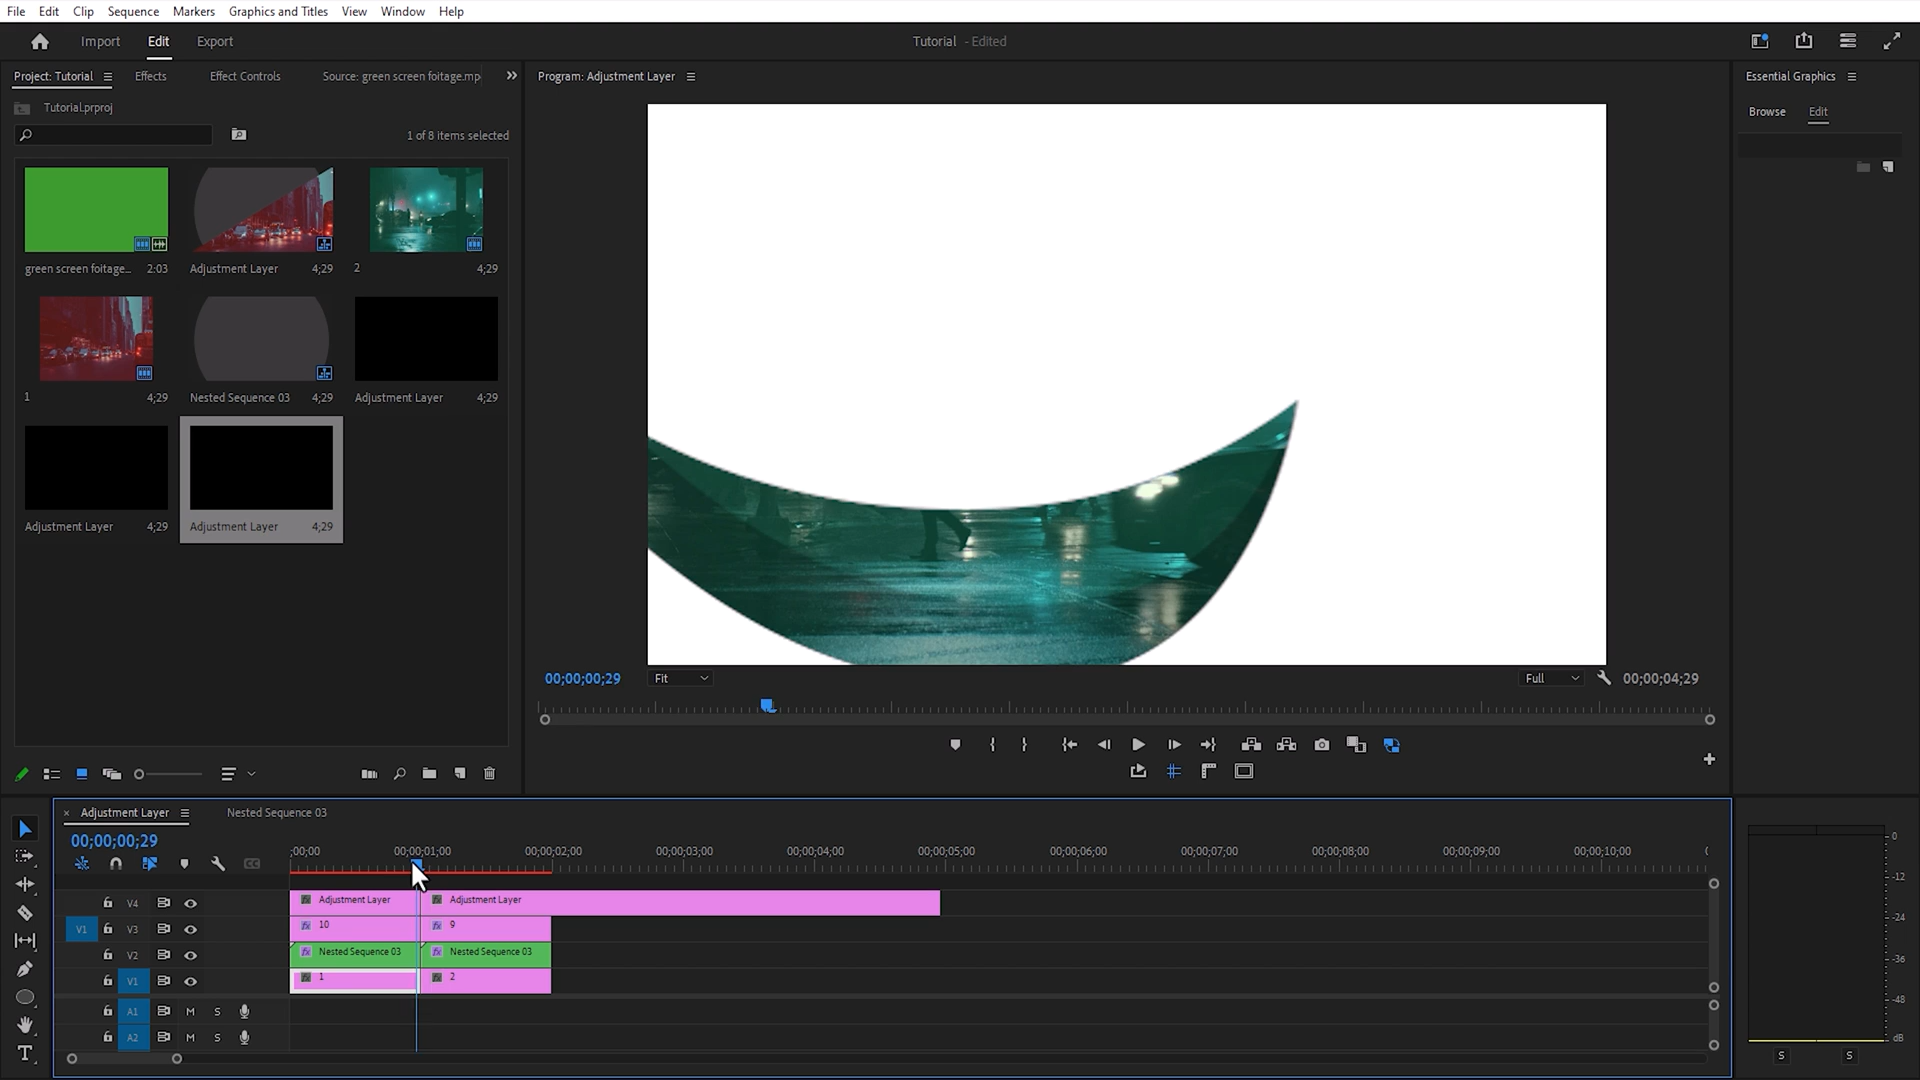 File Edit Clip Sequence Markers Graphics and Titles View Window Help
Import Edit Export
Tutorial - Edited
Project: Tutorial Effects Effect Controls Source: green screen foitage.mp
Tutorial.prproj
1 of 8 items selected
green screen foitage... 2:03 Adjustment Layer 4;29 2 4;29
1 4;29 Nested Sequence 03 4;29 Adjustment Layer 4;29
Adjustment Layer 4;29 Adjustment Layer 4;29
Program: Adjustment Layer
00;00;00;29 Fit Full 00;00;04;29
Essential Graphics
Browse Edit
× Adjustment Layer Nested Sequence 03
00;00;00;29
;00;00 00;00;01;00 00;00;02;00 00;00;03;00 00;00;04;00 00;00;05;00 00;00;06;00 00;00;07;00 00;00;08;00 00;00;09;00 00;00;10;00
V4 Adjustment Layer Adjustment Layer
V1 V3 10 9
V2 Nested Sequence 03 Nested Sequence 03
V1 1 2
A1 M S
A2 M S
0
-12
-24
-36
-48
dB
S S